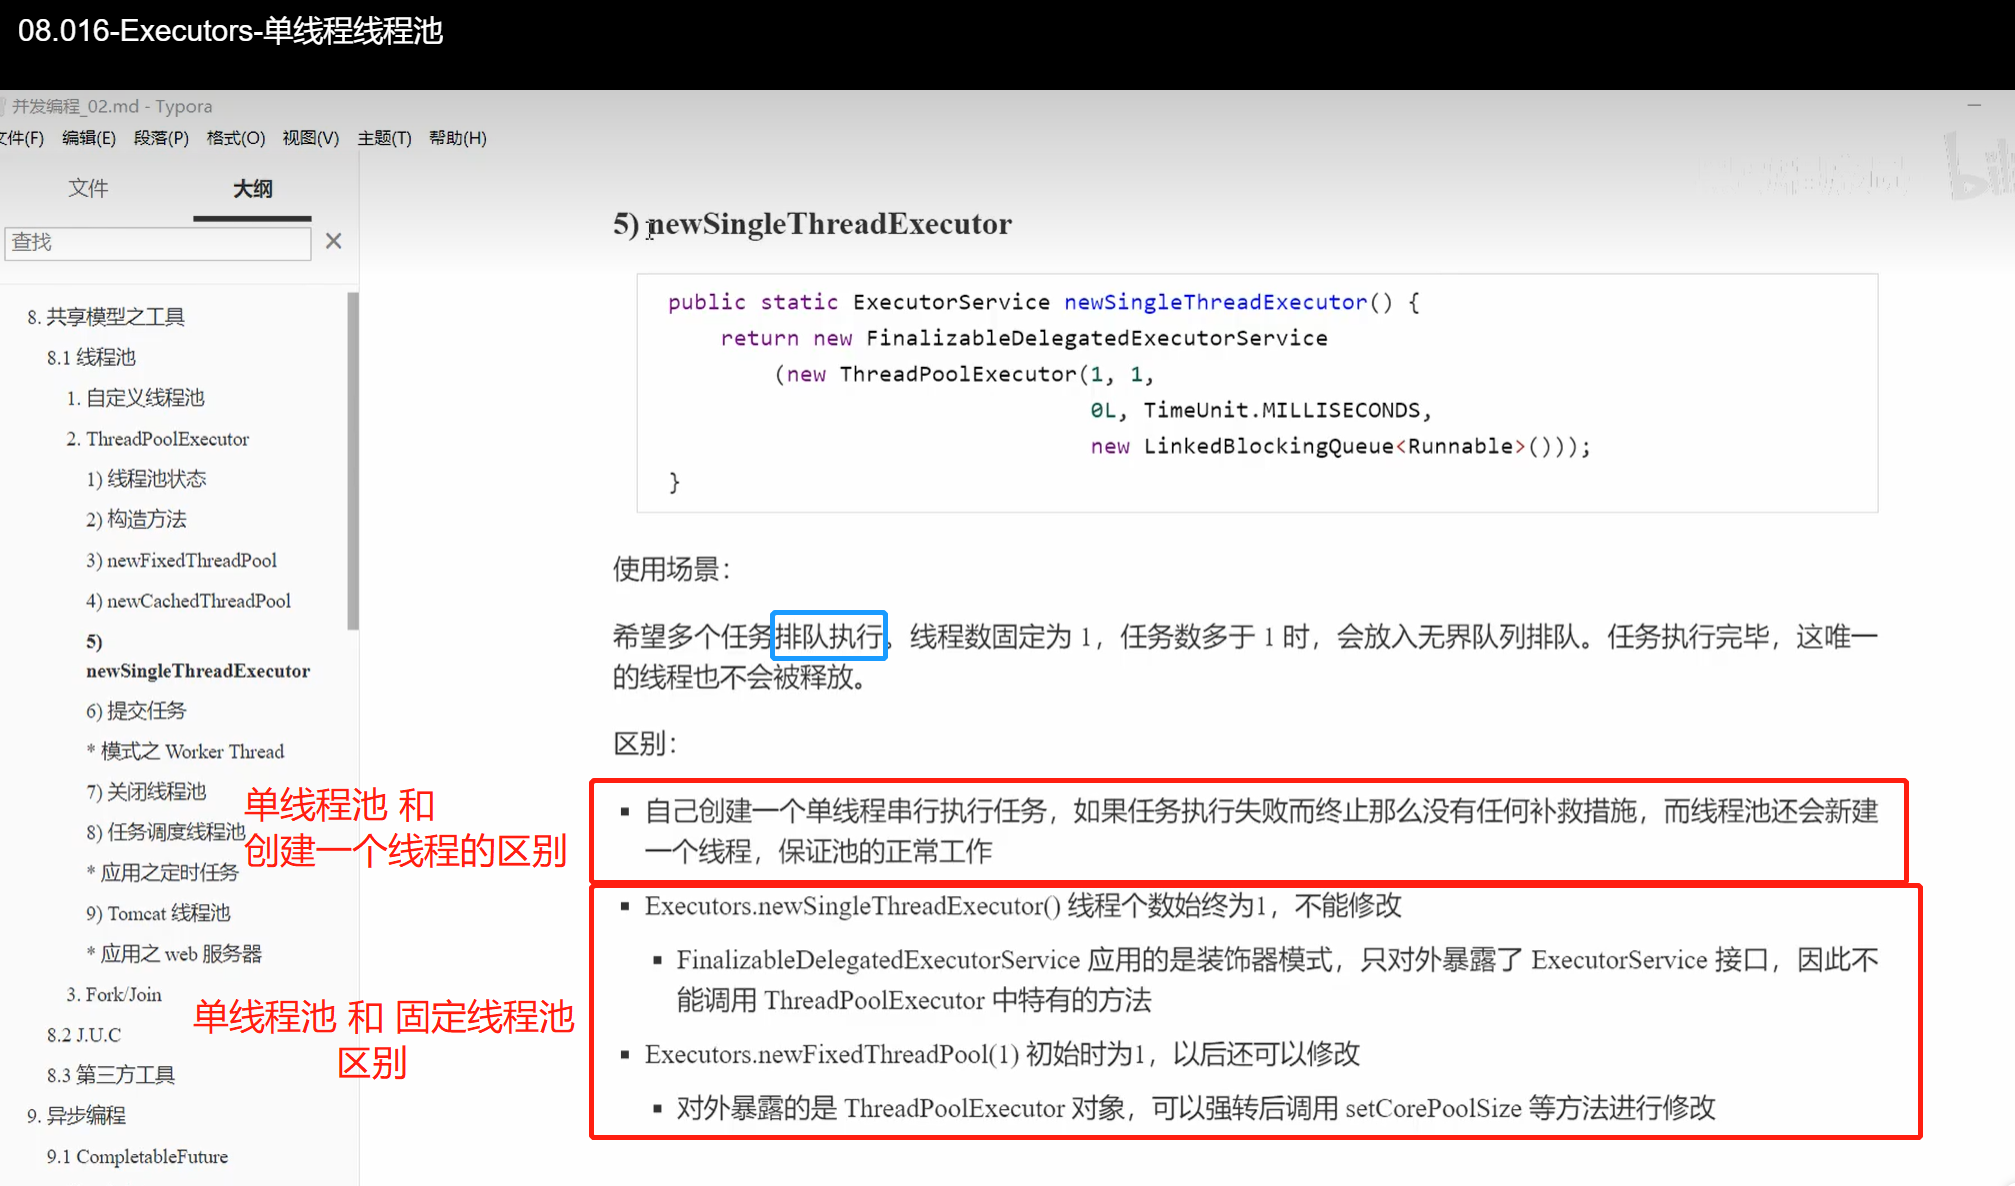 08.016-Executors-单线程线程池
并发编程_02.md - Typora
文件(F) 编辑(E) 段落(P) 格式(O) 视图(V) 主题(T) 帮助(H)
文件 大纲
查找
8. 共享模型之工具
8.1 线程池
1. 自定义线程池
2. ThreadPoolExecutor
1) 线程池状态
2) 构造方法
3) newFixedThreadPool
4) newCachedThreadPool
5)
newSingleThreadExecutor
6) 提交任务
* 模式之 Worker Thread
7) 关闭线程池
8) 任务调度线程池
* 应用之定时任务
9) Tomcat 线程池
* 应用之 web 服务器
3. Fork/Join
8.2 J.U.C
8.3 第三方工具
9. 异步编程
9.1 CompletableFuture
单线程池 和
创建一个线程的区别
单线程池 和 固定线程池
区别
5) newSingleThreadExecutor
public static ExecutorService newSingleThreadExecutor() {
return new FinalizableDelegatedExecutorService
(new ThreadPoolExecutor(1, 1,
0L, TimeUnit.MILLISECONDS,
new LinkedBlockingQueue<Runnable>()));
}
使用场景：
希望多个任务排队执行。线程数固定为 1，任务数多于 1 时，会放入无界队列排队。任务执行完毕，这唯一
的线程也不会被释放。
区别：
▪ 自己创建一个单线程串行执行任务，如果任务执行失败而终止那么没有任何补救措施，而线程池还会新建
一个线程，保证池的正常工作
▪ Executors.newSingleThreadExecutor() 线程个数始终为1，不能修改
▪ FinalizableDelegatedExecutorService 应用的是装饰器模式，只对外暴露了 ExecutorService 接口，因此不
能调用 ThreadPoolExecutor 中特有的方法
▪ Executors.newFixedThreadPool(1) 初始时为1，以后还可以修改
▪ 对外暴露的是 ThreadPoolExecutor 对象，可以强转后调用 setCorePoolSize 等方法进行修改